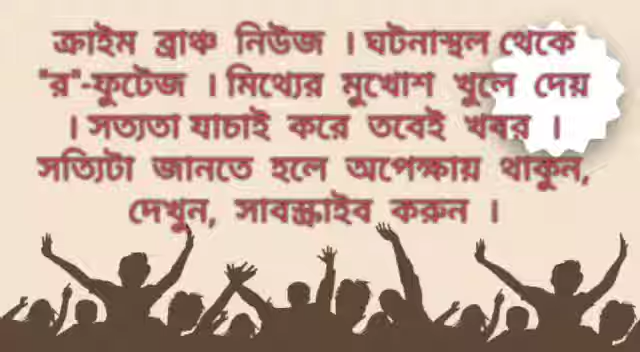 ক্রাইম ব্রাঞ্চ নিউজ । ঘটনাস্থল থেকে
"র"-ফুটেজ । মিথ্যের মুখোশ খুলে দেয়
। সত্যতা যাচাই করে তবেই খবর ।
সত্যিটা জানতে হলে অপেক্ষায় থাকুন,
দেখুন, সাবস্ক্রাইব করুন ।